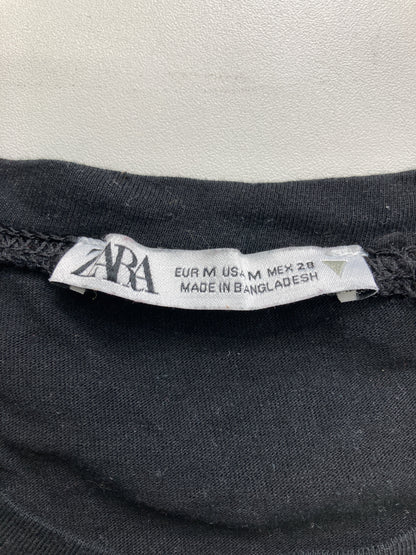 ZARA
EUR M USA M MEX 28
MADE IN BANGLADESH